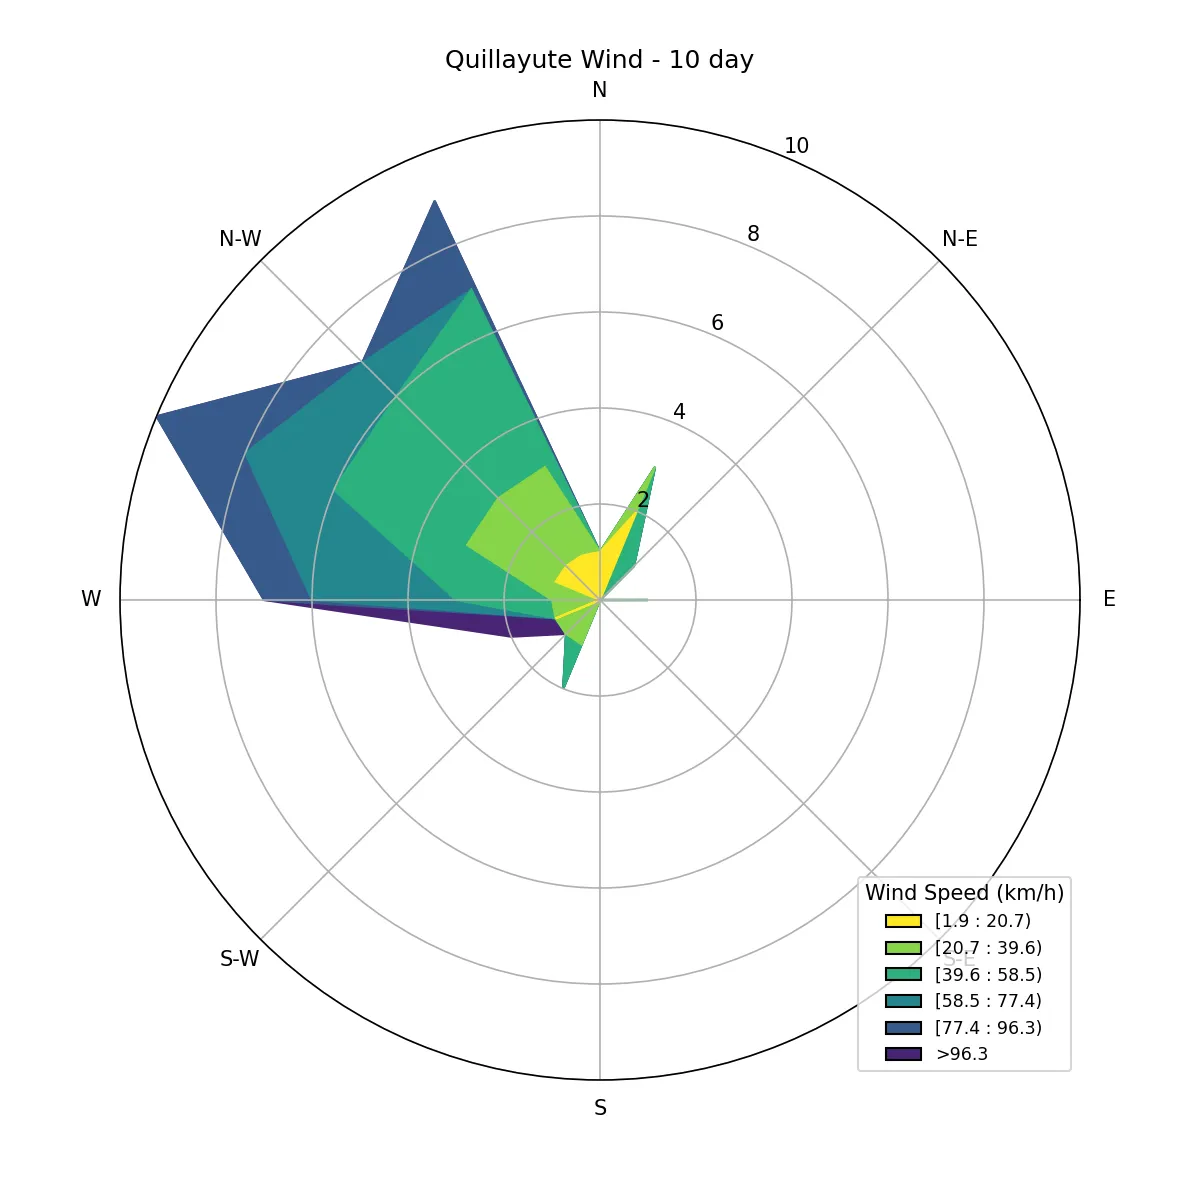 Quillayute Wind - 10 day
N
10
N-W
N-E
8
6
4
2
W
E
S-W
S-E
S
Wind Speed (km/h)
[1.9 : 20.7)
[20.7 : 39.6)
[39.6 : 58.5)
[58.5 : 77.4)
[77.4 : 96.3)
>96.3